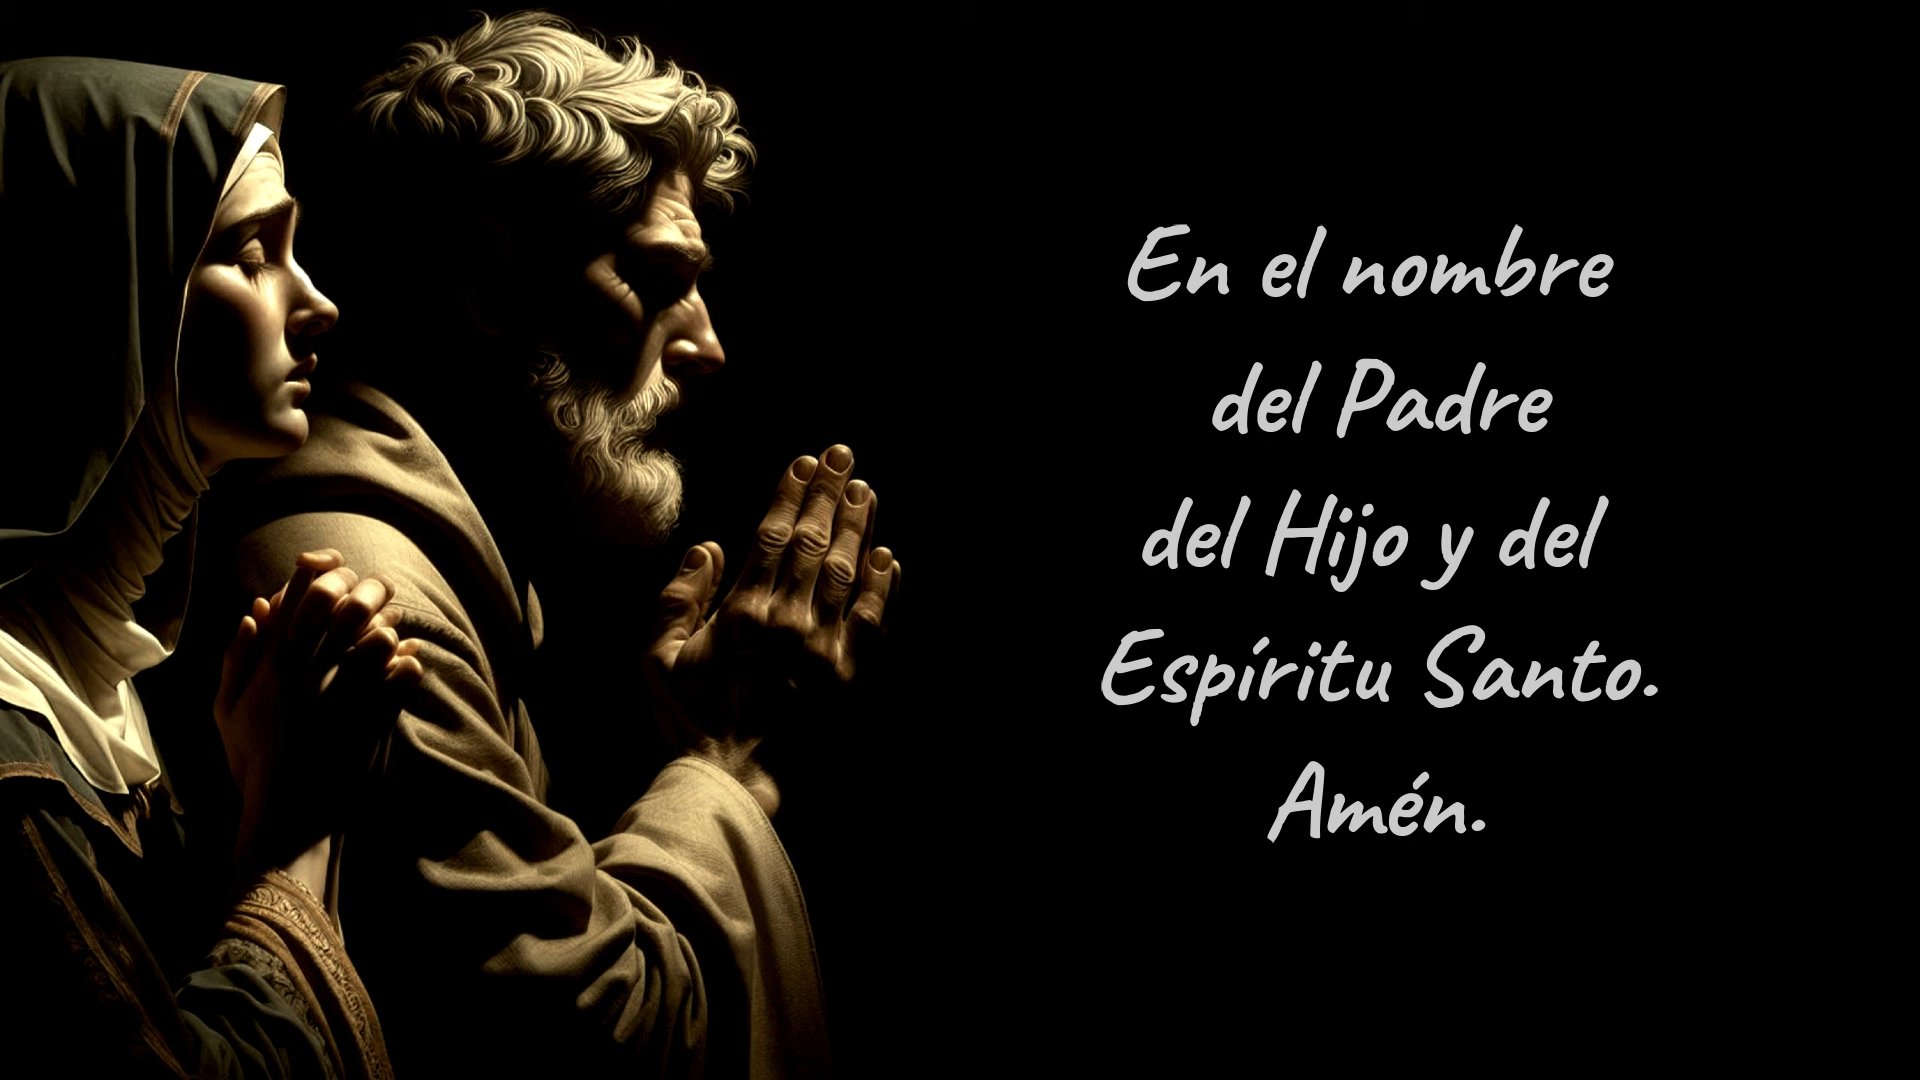 En el nombre
del Padre
del Hijo y del
Espíritu Santo.
Amén.